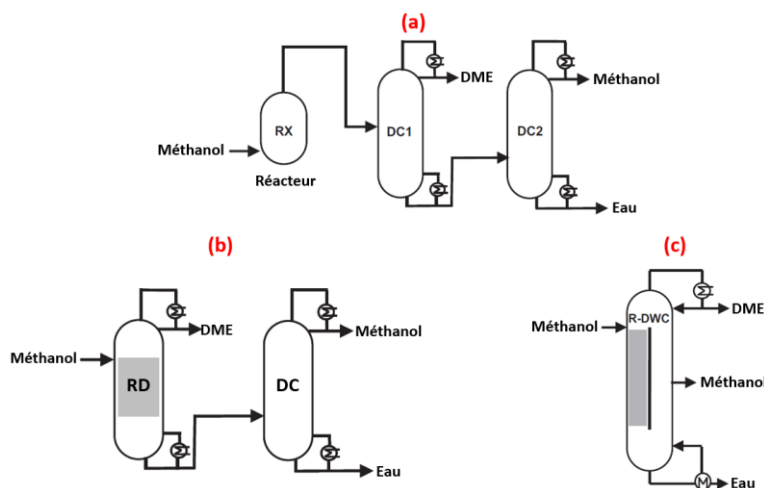 (a)
DME
Méthanol
RX
DC1
DC2
Méthanol
Réacteur
Eau
(b)
(c)
DME
Méthanol
Méthanol
RD
DC
Eau
R-DWC
DME
Méthanol
Méthanol
M
Eau